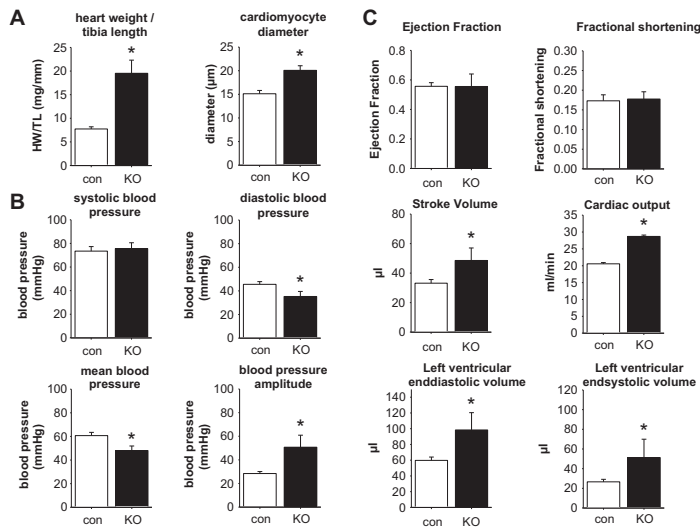 A
heart weight /
tibia length
HW/TL (mg/mm)
25
20
15
10
5
0
*
con KO
cardiomyocyte
diameter
diameter (µm)
25
20
15
10
5
0
*
con KO
B
systolic blood
pressure
blood pressure
(mmHg)
100
80
60
40
20
0
con KO
diastolic blood
pressure
blood pressure
(mmHg)
100
80
60
40
20
0
*
con KO
mean blood
pressure
blood pressure
(mmHg)
100
80
60
40
20
0
*
con KO
blood pressure
amplitude
blood pressure
(mmHg)
100
80
60
40
20
0
*
con KO
C
Ejection Fraction
Ejection Fraction
0.8
0.6
0.4
0.2
0.0
con KO
Fractional shortening
Fractional shortening
0.30
0.25
0.20
0.15
0.10
0.05
0.00
con KO
Stroke Volume
µl
80
60
40
20
0
*
con KO
Cardiac output
ml/min
35
30
25
20
15
10
5
0
*
con KO
Left ventricular
enddiastolic volume
µl
140
120
100
80
60
40
20
0
*
con KO
Left ventricular
endsystolic volume
µl
120
100
80
60
40
20
0
*
con KO